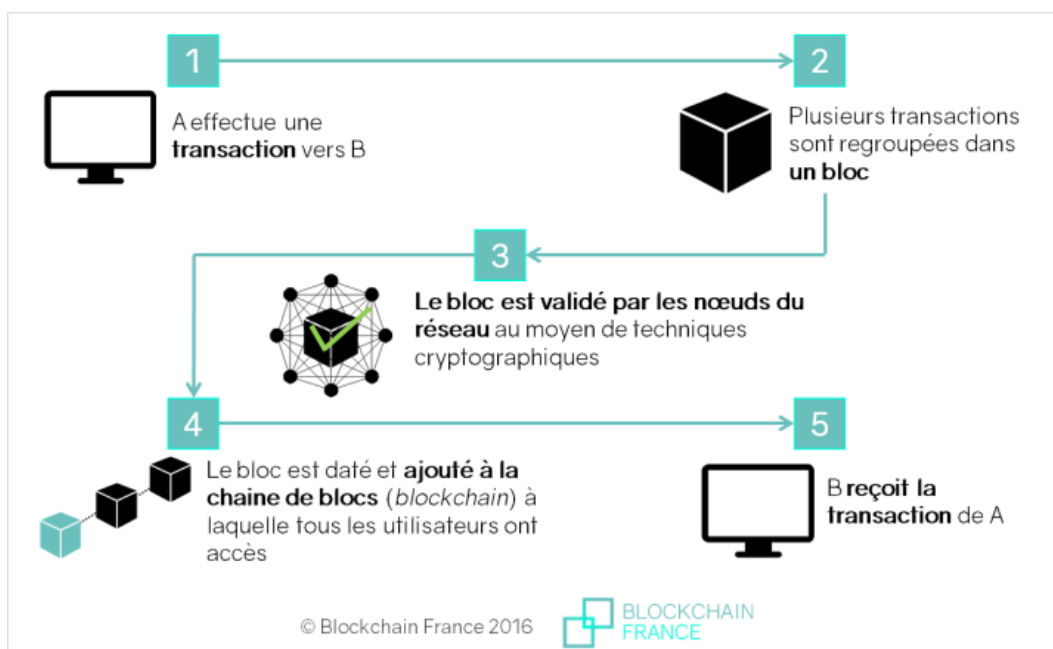 1
A effectue une
transaction vers B
2
Plusieurs transactions
sont regroupées dans
un bloc
3
Le bloc est validé par les nœuds du
réseau au moyen de techniques
cryptographiques
4
Le bloc est daté et ajouté à la
chaine de blocs (blockchain) à
laquelle tous les utilisateurs ont
accès
5
B reçoit la
transaction de A
© Blockchain France 2016
BLOCKCHAIN
FRANCE